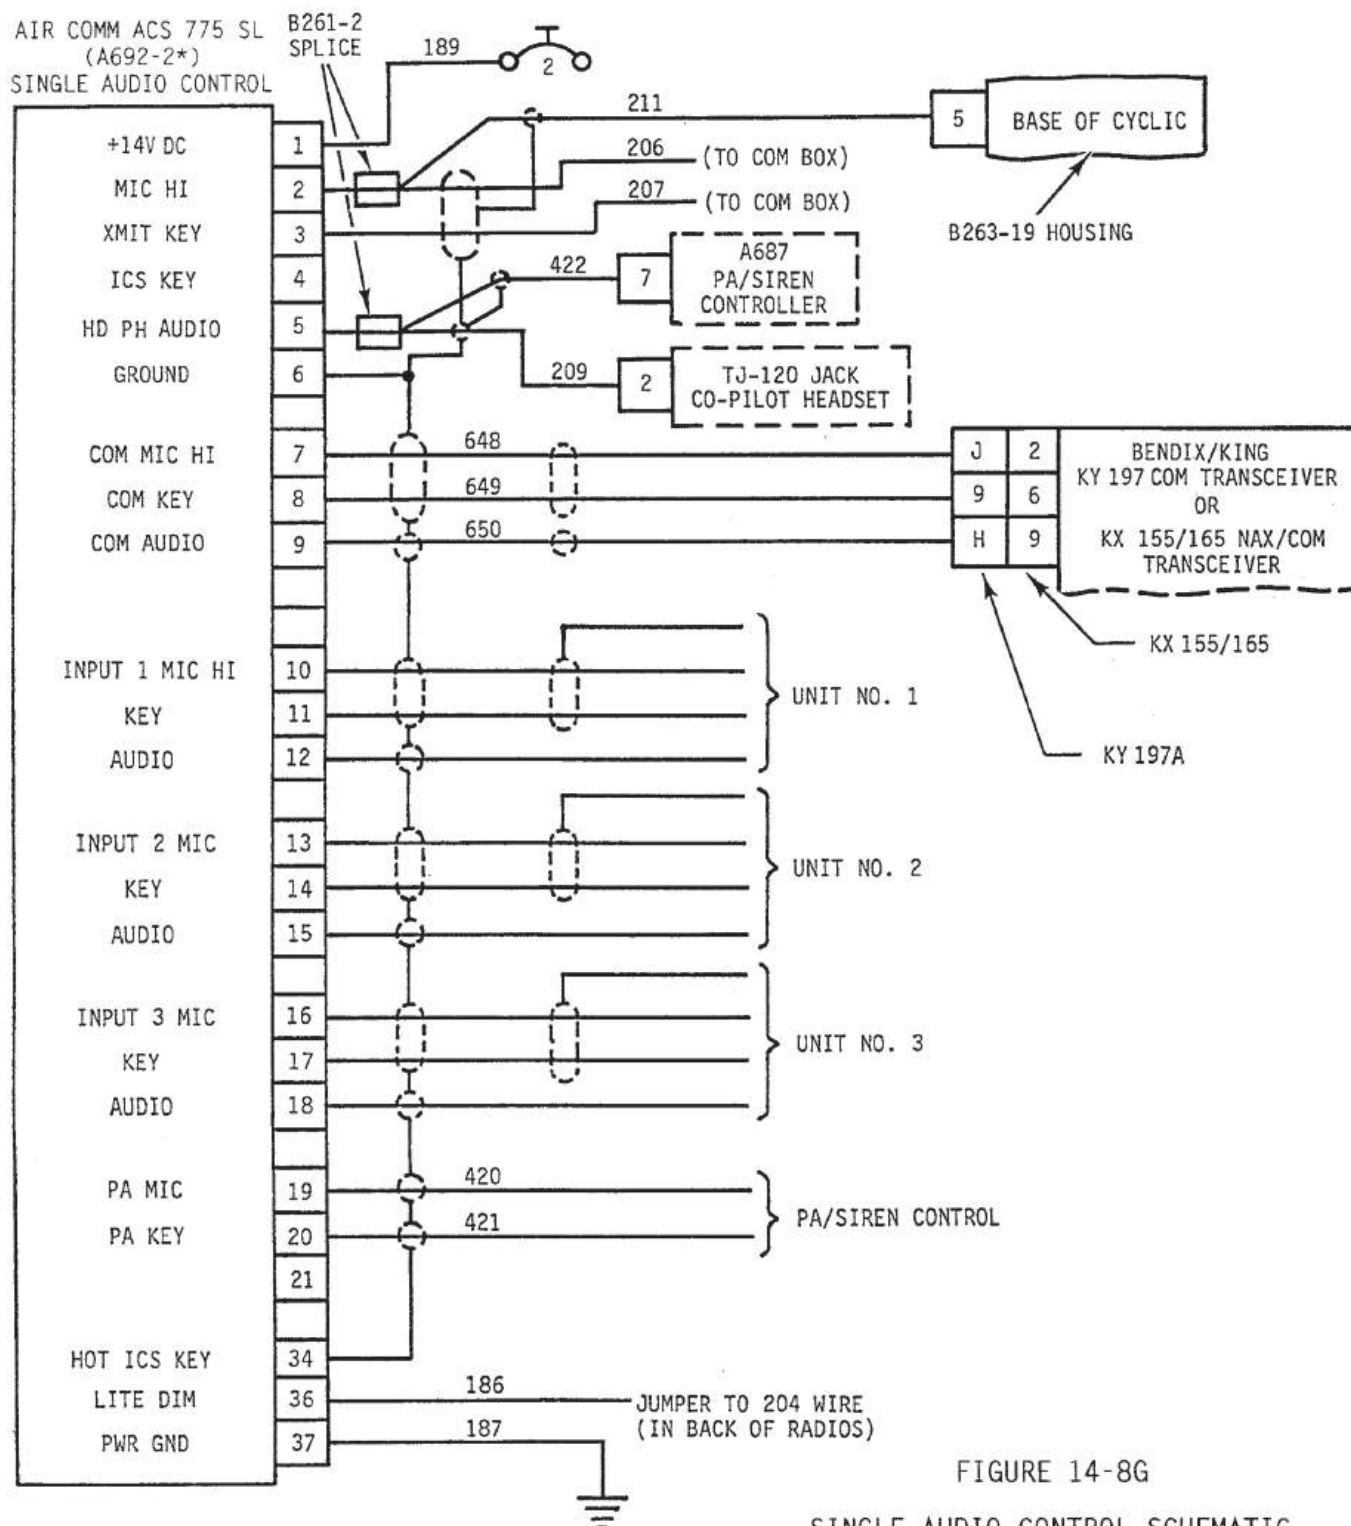 AIR COMM ACS 775 SL
(A692-2*)
SINGLE AUDIO CONTROL
B261-2
SPLICE
189
2
211
5
BASE OF CYCLIC
B263-19 HOUSING
+14V DC
1
MIC HI
2
206
(TO COM BOX)
XMIT KEY
3
207
(TO COM BOX)
ICS KEY
4
422
7
A687
PA/SIREN
CONTROLLER
HD PH AUDIO
5
GROUND
6
209
2
TJ-120 JACK
CO-PILOT HEADSET
COM MIC HI
7
648
J
2
COM KEY
8
649
9
6
COM AUDIO
9
650
H
9
BENDIX/KING
KY 197 COM TRANSCEIVER
OR
KX 155/165 NAX/COM
TRANSCEIVER
KX 155/165
KY 197A
INPUT 1 MIC HI
10
KEY
11
AUDIO
12
UNIT NO. 1
INPUT 2 MIC
13
KEY
14
AUDIO
15
UNIT NO. 2
INPUT 3 MIC
16
KEY
17
AUDIO
18
UNIT NO. 3
PA MIC
19
420
PA KEY
20
421
PA/SIREN CONTROL
21
HOT ICS KEY
34
LITE DIM
36
186
JUMPER TO 204 WIRE
(IN BACK OF RADIOS)
PWR GND
37
187
FIGURE 14-8G
SINGLE AUDIO CONTROL SCHEMATIC